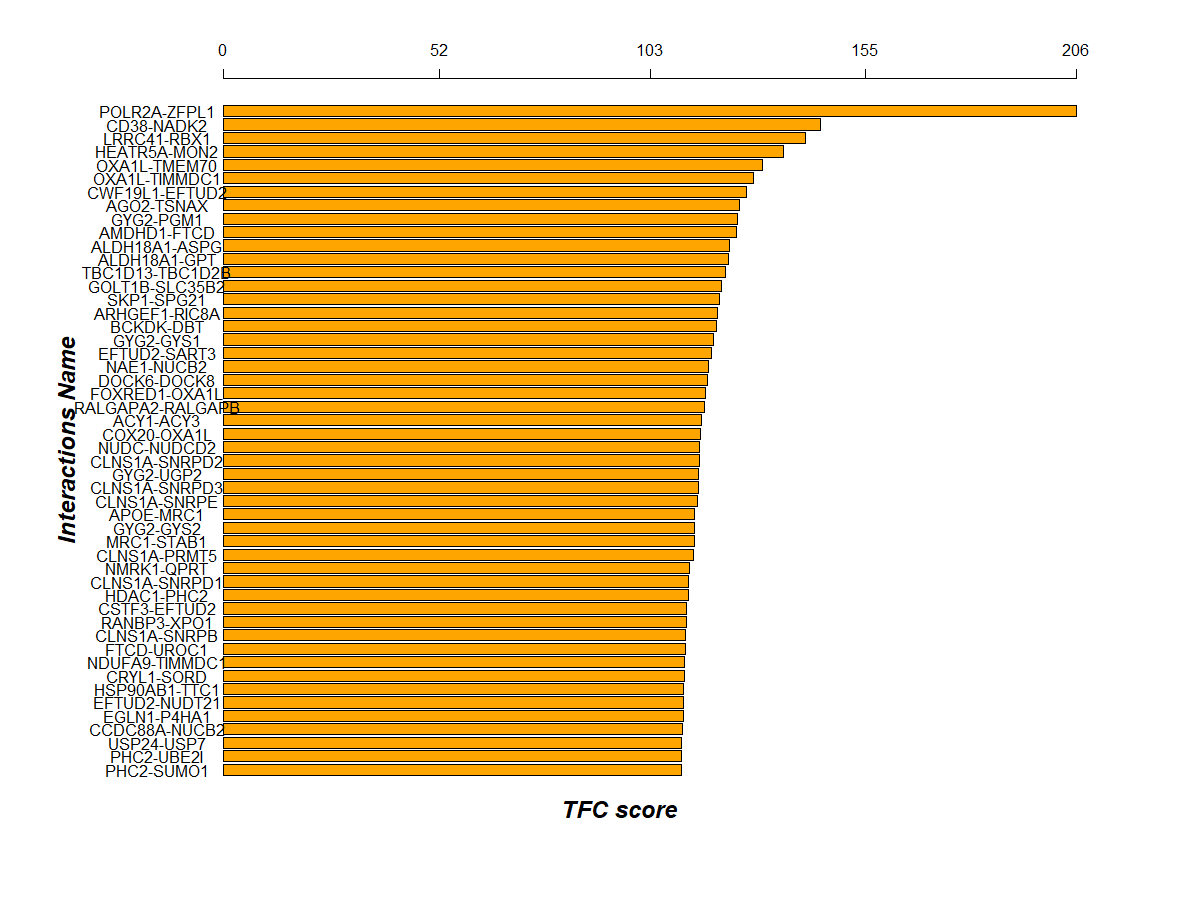 0 52 103 155 206
POLR2A-ZFPL1
CD38-NADK2
LRRC41-RBX1
HEATR5A-MON2
OXA1L-TMEM70
OXA1L-TIMMDC1
CWF19L1-EFTUD2
AGO2-TSNAX
GYG2-PGM1
AMDHD1-FTCD
ALDH18A1-ASPG
ALDH18A1-GPT
TBC1D13-TBC1D2B
GOLT1B-SLC35B2
SKP1-SPG21
ARHGEF1-RIC8A
BCKDK-DBT
GYG2-GYS1
EFTUD2-SART3
NAE1-NUCB2
DOCK6-DOCK8
FOXRED1-OXA1L
RALGAPA2-RALGAPB
ACY1-ACY3
COX20-OXA1L
NUDC-NUDCD2
CLNS1A-SNRPD2
GYG2-UGP2
CLNS1A-SNRPD3
CLNS1A-SNRPE
APOE-MRC1
GYG2-GYS2
MRC1-STAB1
CLNS1A-PRMT5
NMRK1-QPRT
CLNS1A-SNRPD1
HDAC1-PHC2
CSTF3-EFTUD2
RANBP3-XPO1
CLNS1A-SNRPB
FTCD-UROC1
NDUFA9-TIMMDC1
CRYL1-SORD
HSP90AB1-TTC1
EFTUD2-NUDT21
EGLN1-P4HA1
CCDC88A-NUCB2
USP24-USP7
PHC2-UBE2I
PHC2-SUMO1
Interactions Name
TFC score